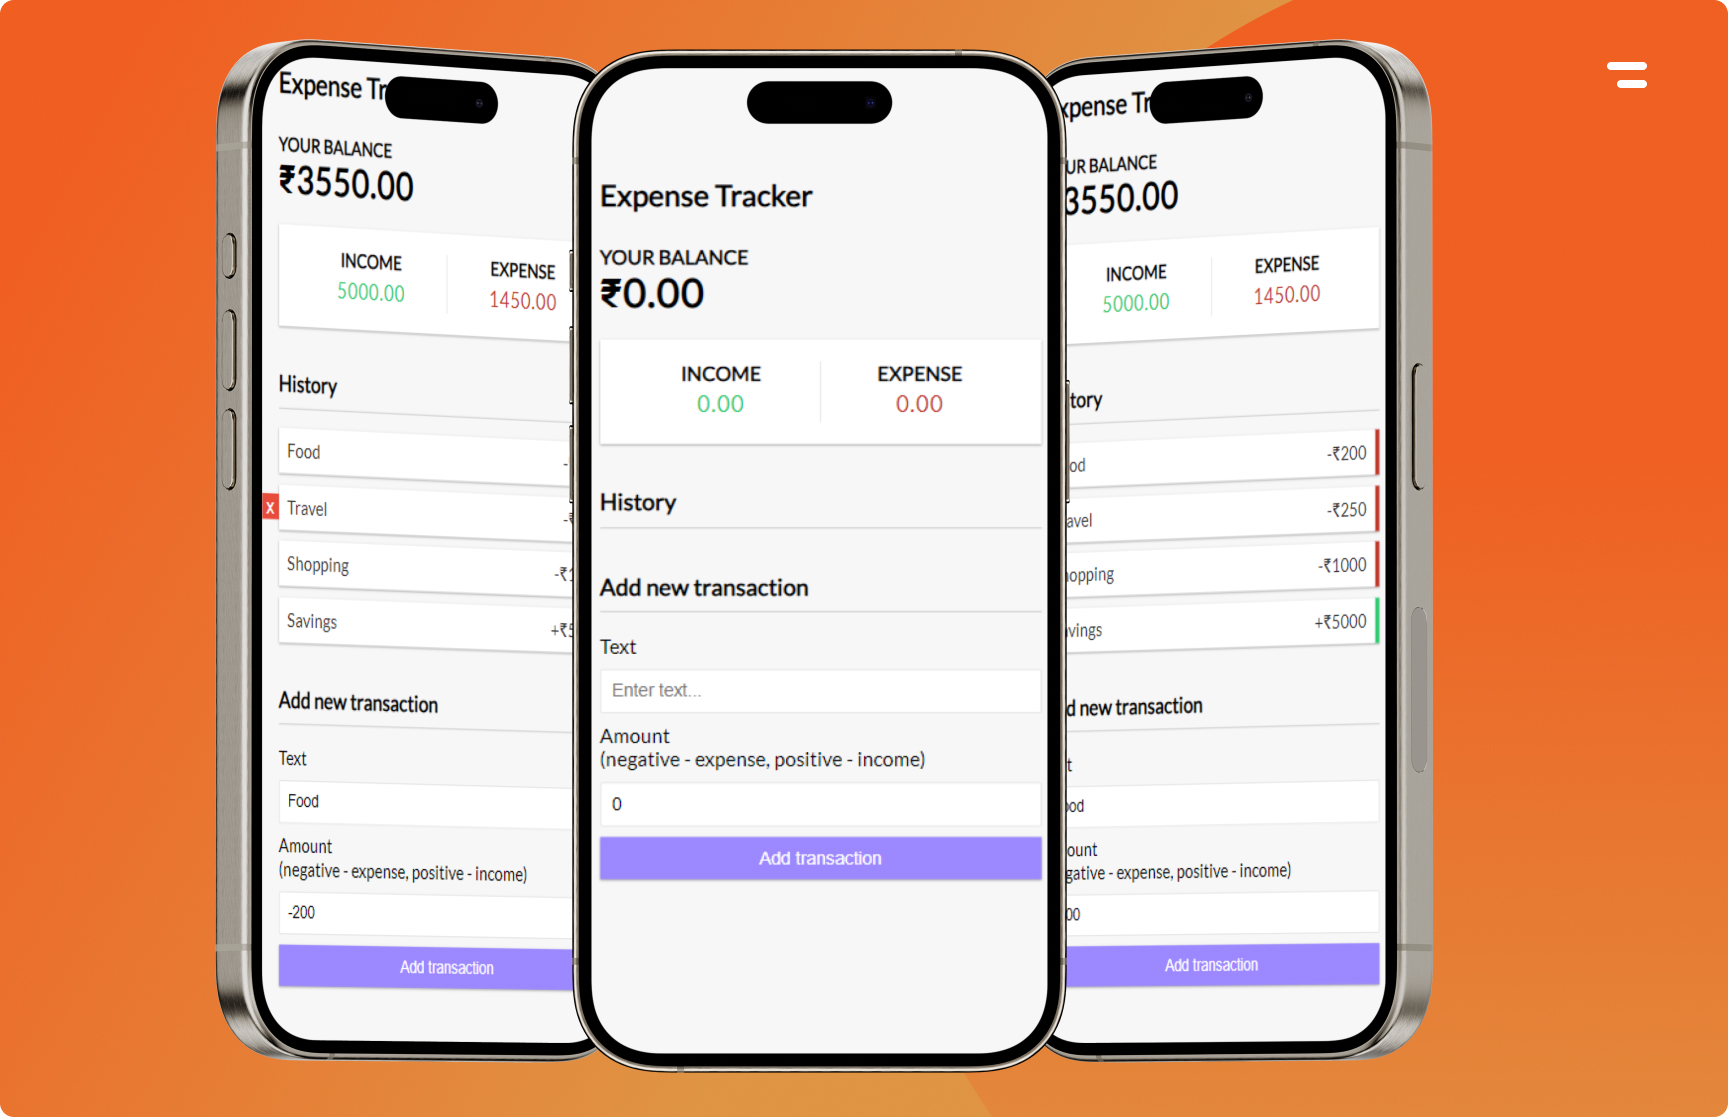 Expense Tr
YOUR BALANCE
₹3550.00
INCOME
EXPENSE
5000.00
1450.00
History
Food
-
X
Travel
-₹
Shopping
-₹1
Savings
+₹5
Add new transaction
Text
Food
Amount
(negative - expense, positive - income)
-200
Add transaction
Expense Tracker
YOUR BALANCE
₹0.00
INCOME
EXPENSE
0.00
0.00
History
Add new transaction
Text
Enter text...
Amount
(negative - expense, positive - income)
0
Add transaction
xpense Tr
UR BALANCE
3550.00
INCOME
EXPENSE
5000.00
1450.00
tory
od
-₹200
avel
-₹250
opping
-₹1000
vings
+₹5000
d new transaction
t
ood
ount
gative - expense, positive - income)
00
Add transaction